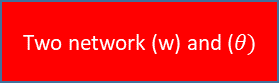 Two network (w) and (𝜃)